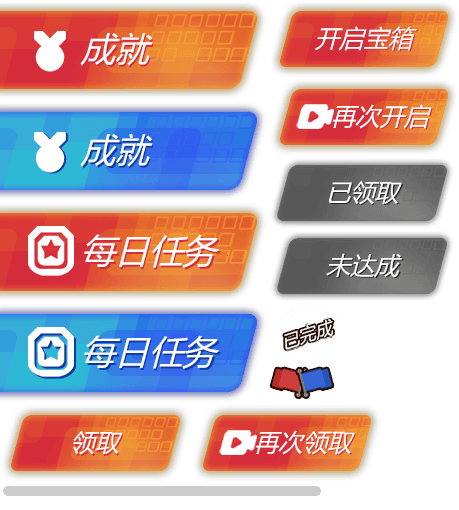 成就
开启宝箱
再次开启
成就
已领取
每日任务
未达成
每日任务
已完成
领取
再次领取